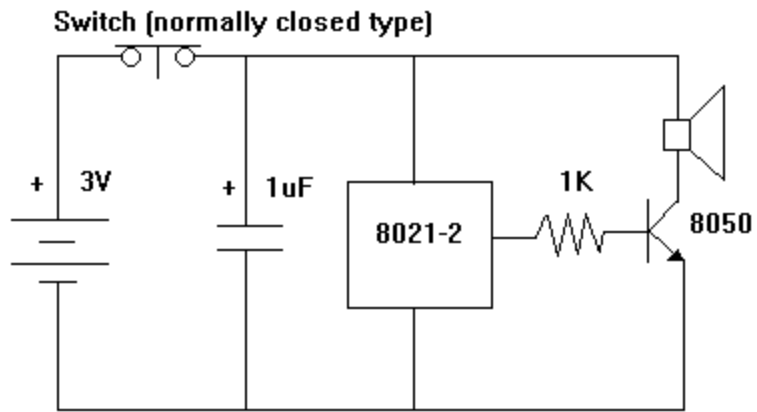 Switch (normally closed type)
+ 3V
+ 1uF
8021-2
1K
8050